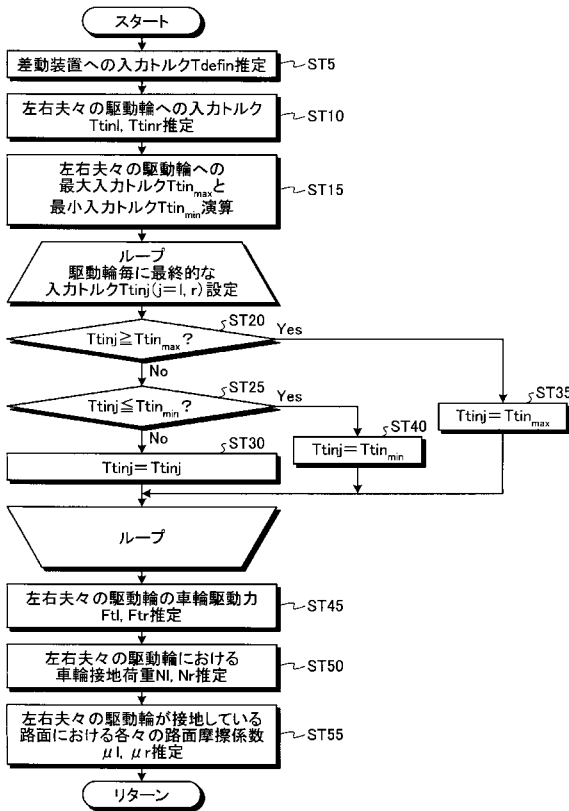 スタート
差動装置への入力トルクTdefin推定
ST5
左右夫々の駆動輪への入力トルク
Ttinl, Ttinr推定
ST10
左右夫々の駆動輪への
最大入力トルクTtinmaxと
最小入力トルクTtinmin演算
ST15
ループ
駆動輪毎に最終的な
入力トルクTtinj(j=l, r)設定
ST20
Ttinj≧Ttinmax?
Yes
No
ST25
Ttinj≦Ttinmin?
Yes
No
ST30
Ttinj=Ttinj
ST40
Ttinj=Ttinmin
ST35
Ttinj=Ttinmax
ループ
左右夫々の駆動輪の車輪駆動力
Ftl, Ftr推定
ST45
左右夫々の駆動輪における
車輪接地荷重Nl, Nr推定
ST50
左右夫々の駆動輪が接地している
路面における各々の路面摩擦係数
μl, μr推定
ST55
リターン